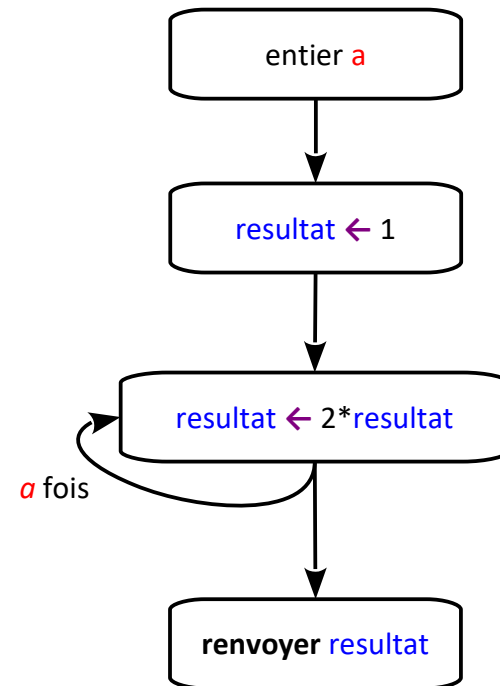 entier a
resultat ← 1
resultat ← 2*resultat
a fois
renvoyer resultat